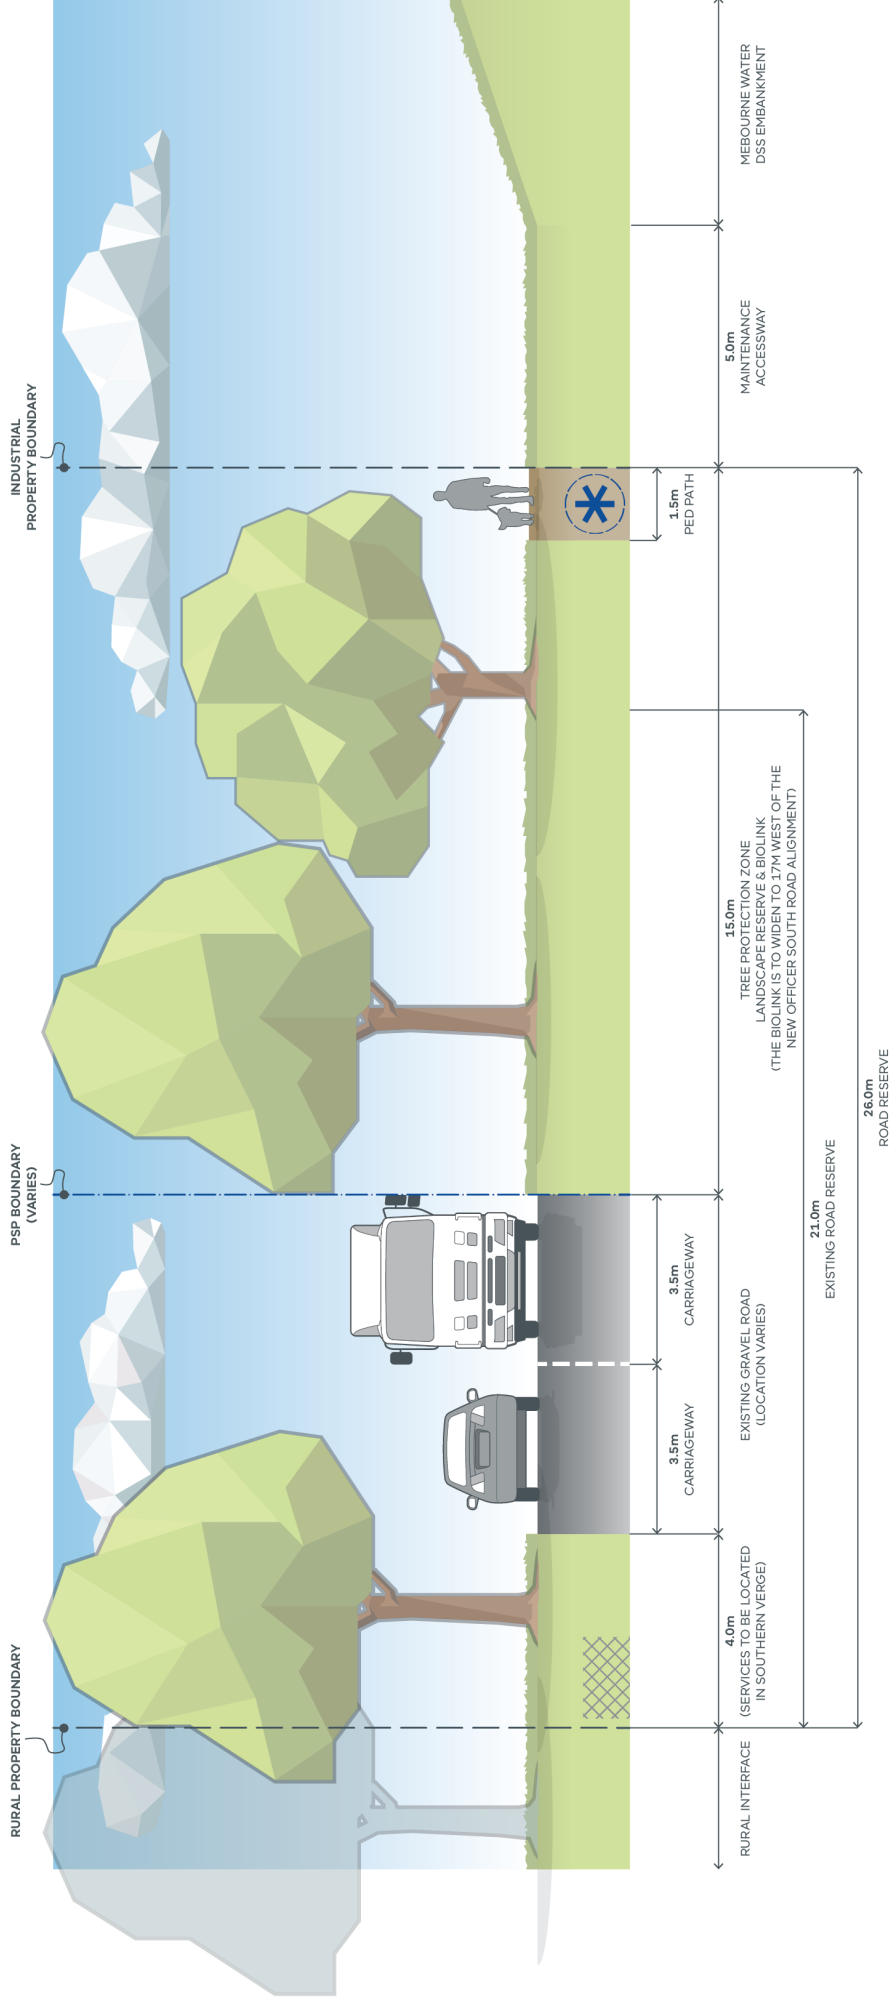 RURAL PROPERTY BOUNDARY
PSP BOUNDARY
(VARIES)
INDUSTRIAL
PROPERTY BOUNDARY
3.5m
CARRIAGEWAY
3.5m
CARRIAGEWAY
1.5m
PED PATH
RURAL INTERFACE
4.0m
(SERVICES TO BE LOCATED
IN SOUTHERN VERGE)
EXISTING GRAVEL ROAD
(LOCATION VARIES)
15.0m
TREE PROTECTION ZONE
LANDSCAPE RESERVE & BIOLINK
(THE BIOLINK IS TO WIDEN TO 17M WEST OF THE
NEW OFFICER SOUTH ROAD ALIGNMENT)
5.0m
MAINTENANCE
ACCESSWAY
MEBOURNE WATER
DSS EMBANKMENT
21.0m
EXISTING ROAD RESERVE
26.0m
ROAD RESERVE